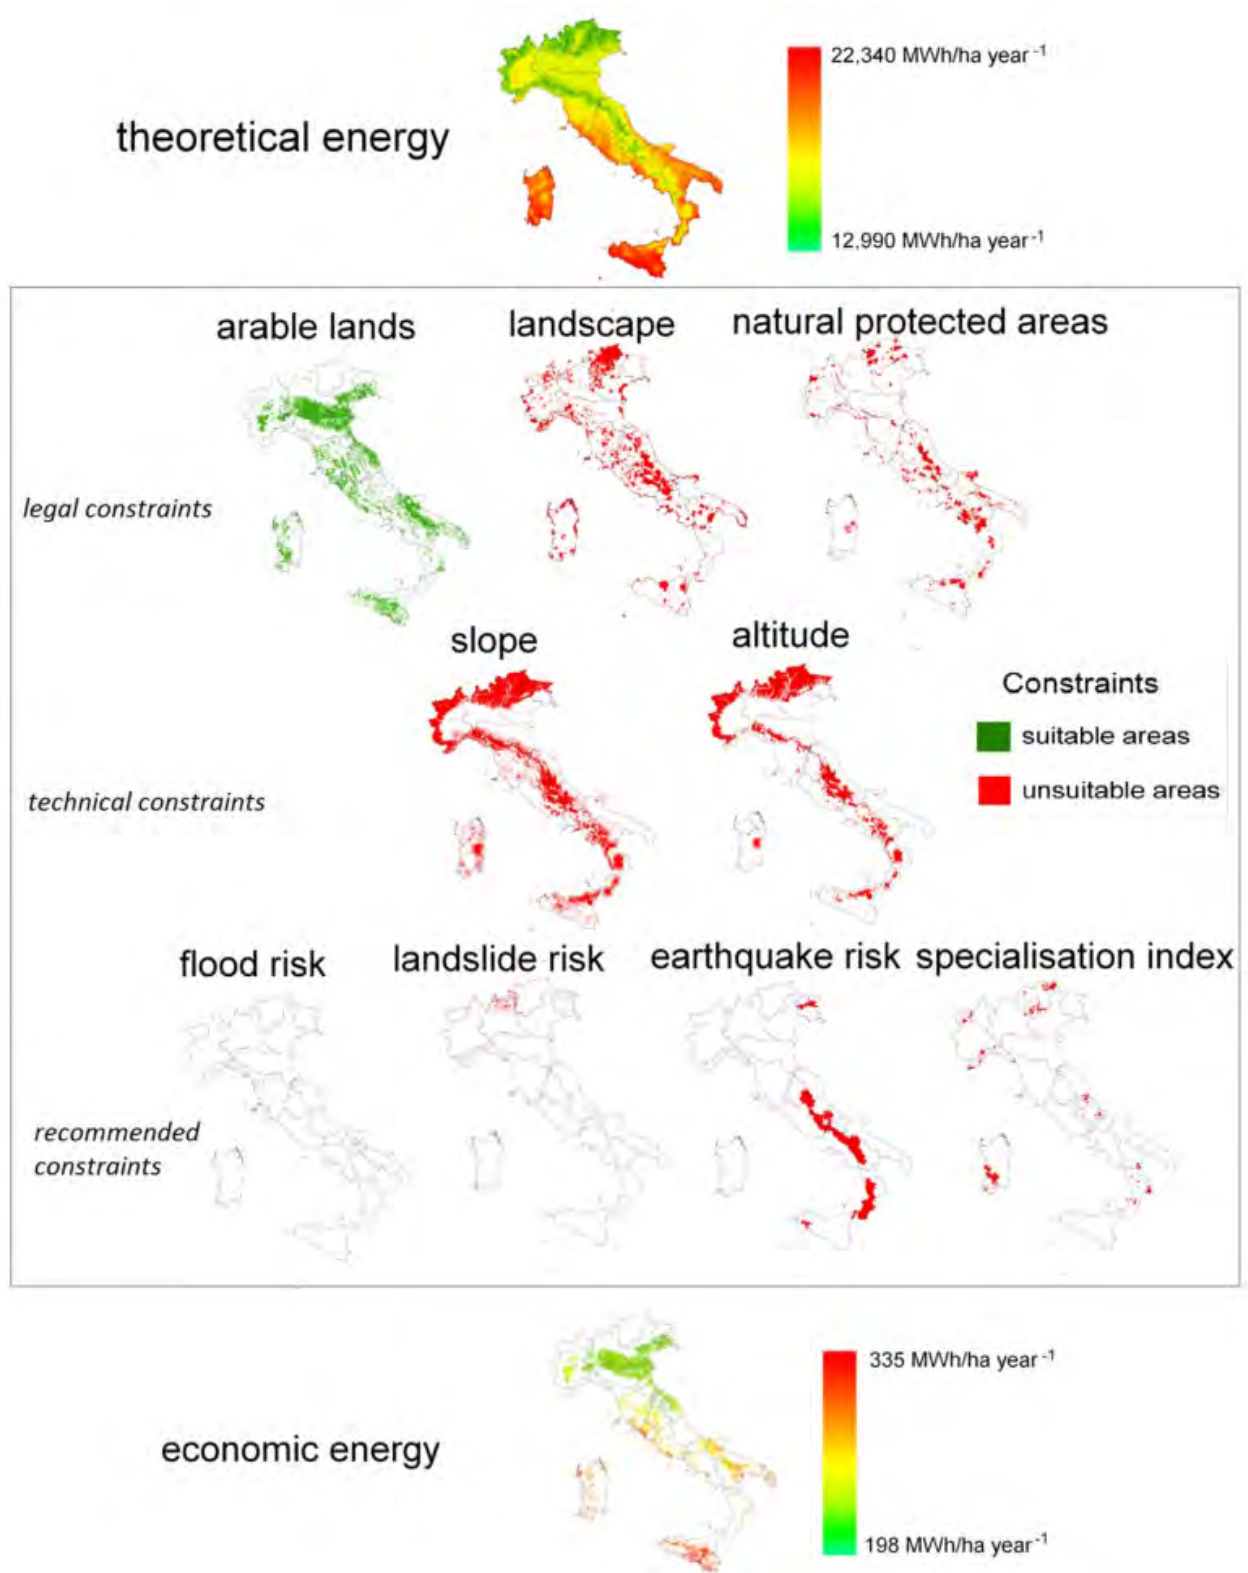 22,340 MWh/ha year -1
theoretical energy
12,990 MWh/ha year -1
arable lands
landscape
natural protected areas
legal constraints
slope
altitude
Constraints
suitable areas
unsuitable areas
technical constraints
flood risk
landslide risk
earthquake risk
specialisation index
recommended
constraints
335 MWh/ha year -1
economic energy
198 MWh/ha year -1